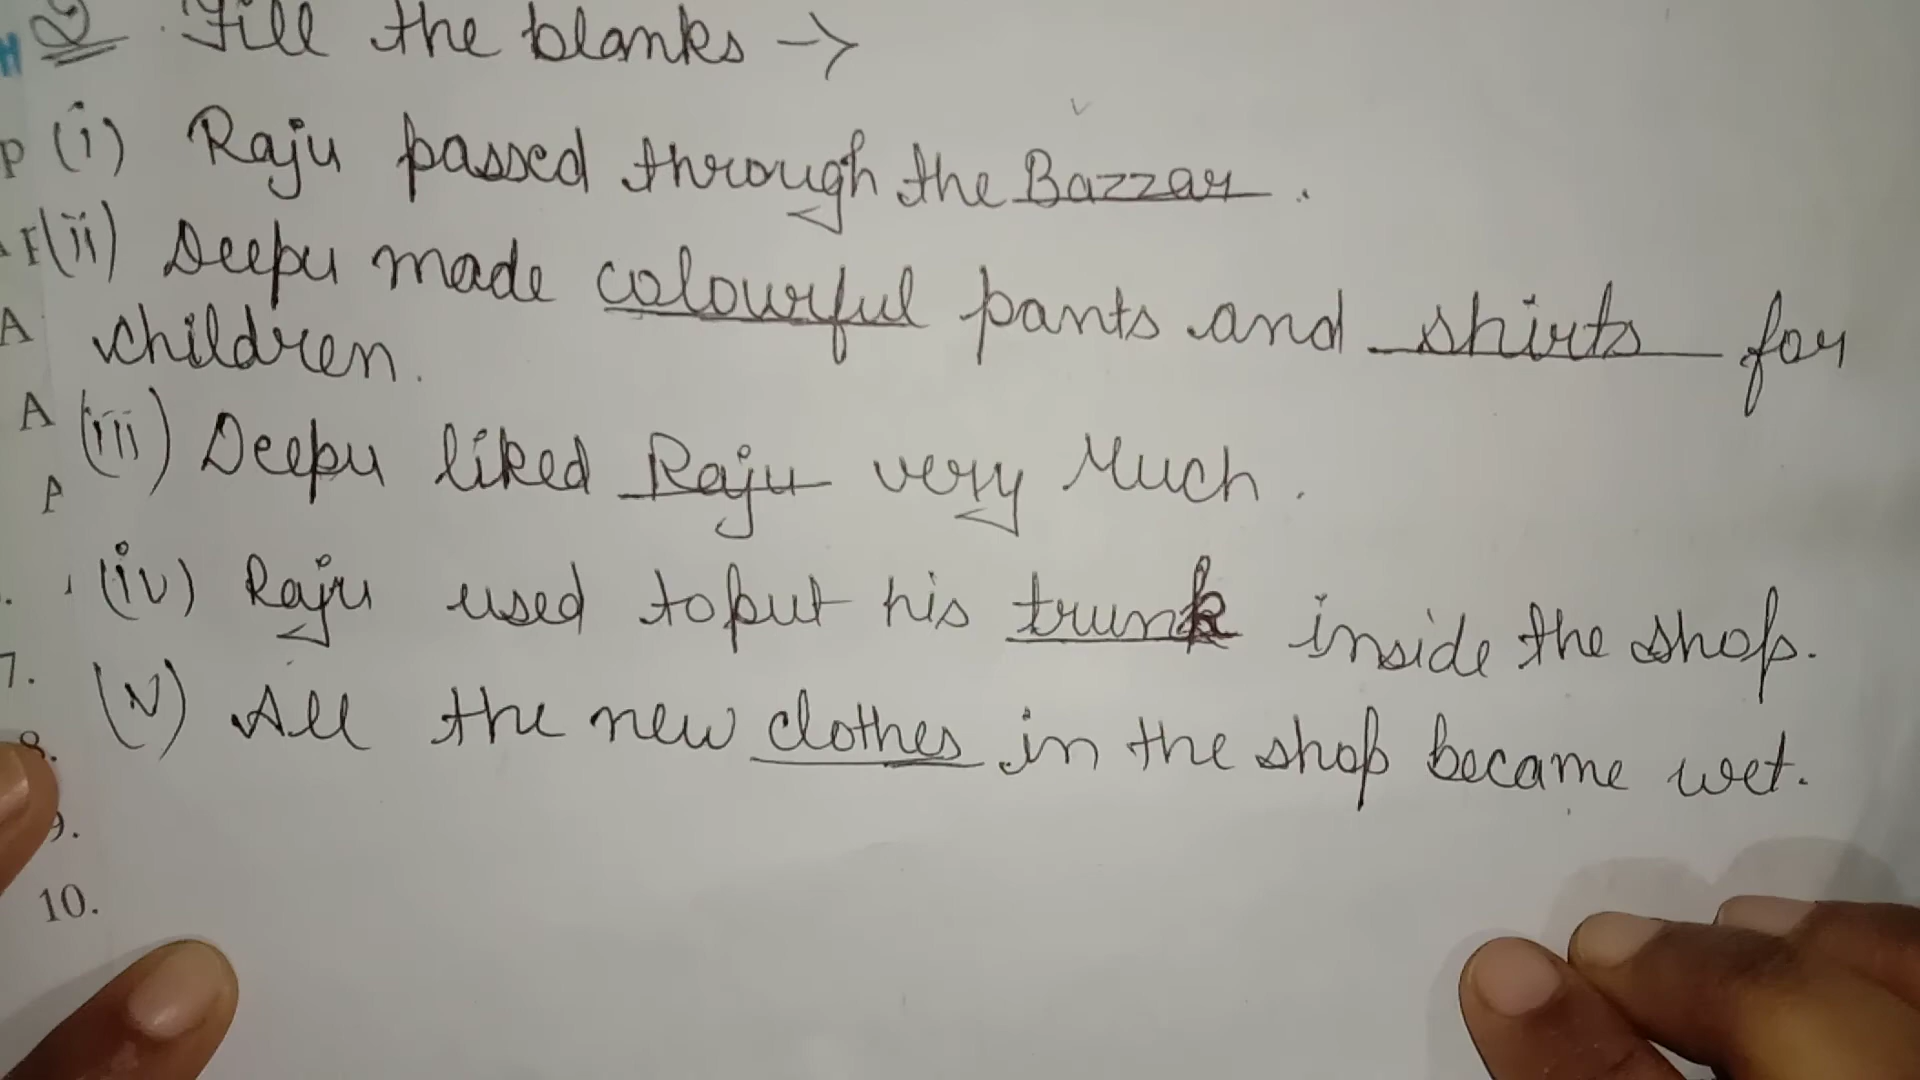 Q. Fill the blanks →
(i) Raju passed through the Bazzar.
(ii) Deepu made colourful pants and shirts for
children.
(iii) Deepu liked Raju very Much.
(iv) Raju used to put his trunk inside the shop.
(v) All the new clothes in the shop became wet.
H
P
F
A
A
P
7.
8.
9.
10.